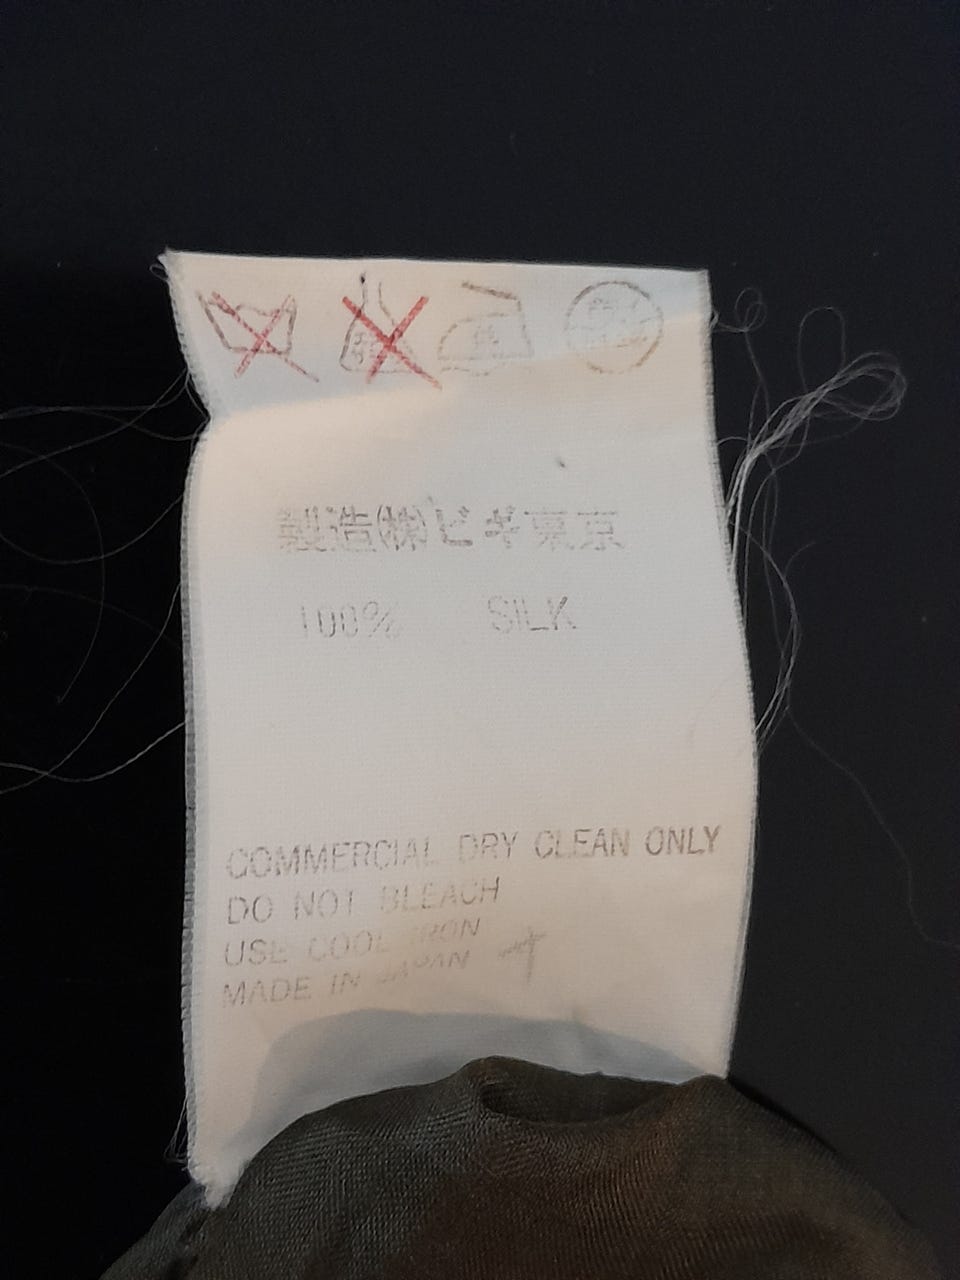 低
製造(株)ビギ東京
100% SILK
COMMERCIAL DRY CLEAN ONLY
DO NOT BLEACH
USE COOL IRON
MADE IN JAPAN